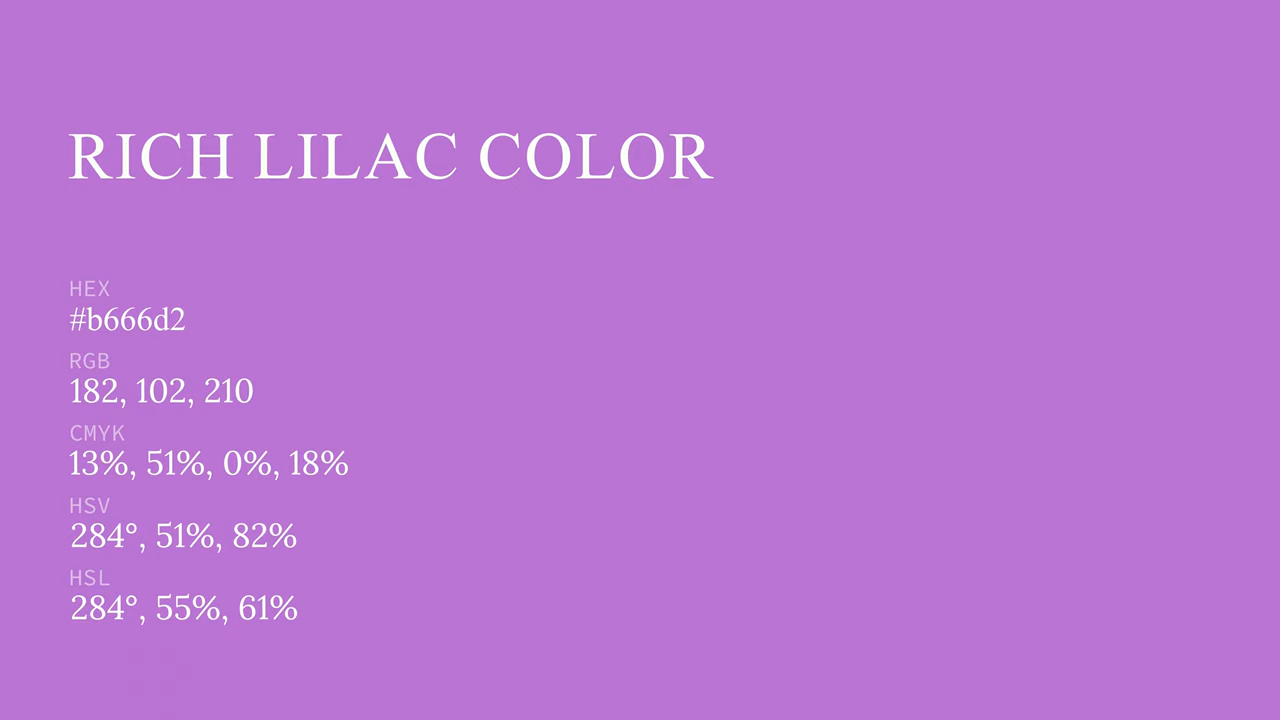 RICH LILAC COLOR
HEX
#b666d2
RGB
182, 102, 210
CMYK
13%, 51%, 0%, 18%
HSV
284°, 51%, 82%
HSL
284°, 55%, 61%